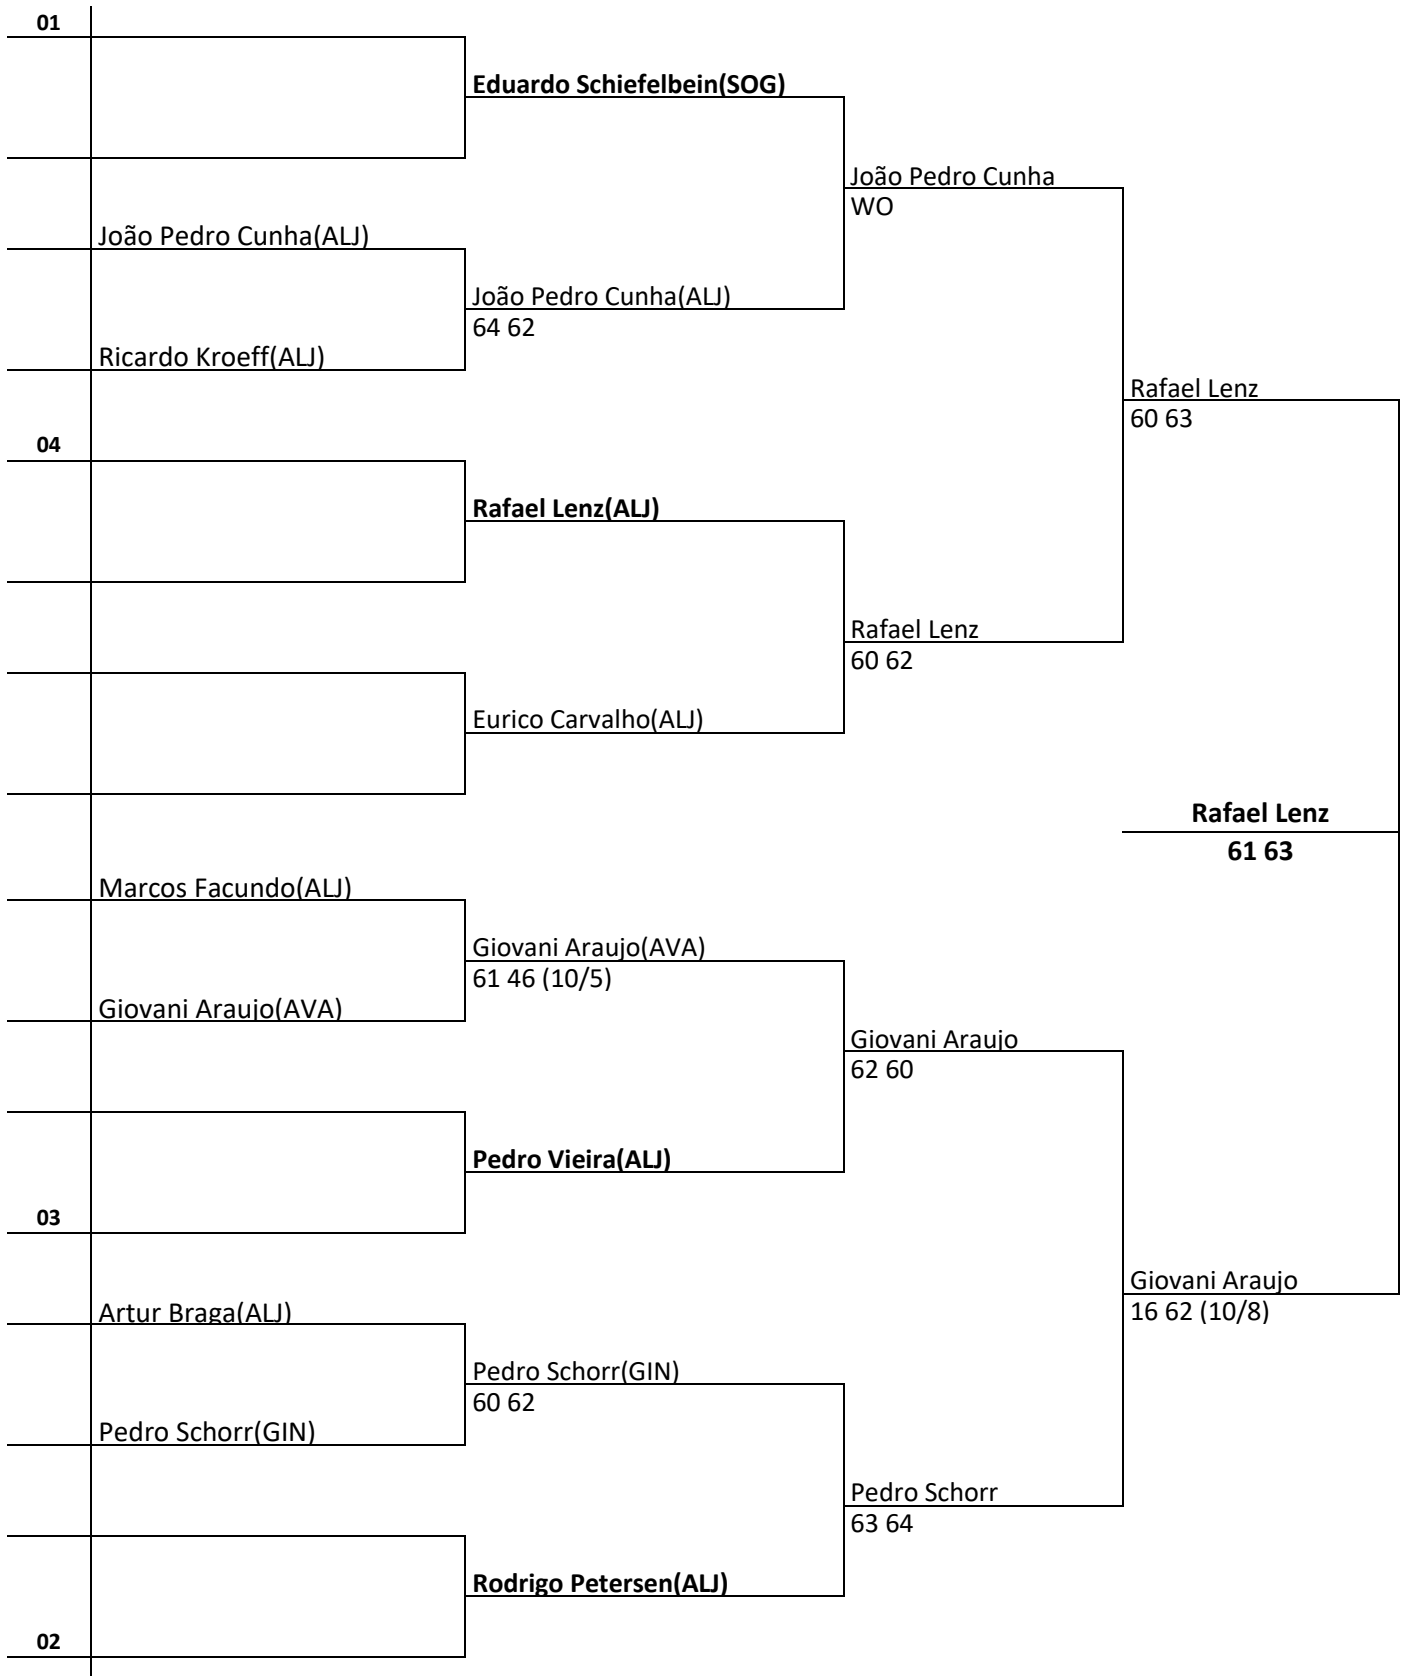 01
Eduardo Schiefelbein(SOG)
João Pedro Cunha
WO
João Pedro Cunha(ALJ)
João Pedro Cunha(ALJ)
64 62
Ricardo Kroeff(ALJ)
Rafael Lenz
60 63
04
Rafael Lenz(ALJ)
Rafael Lenz
60 62
Eurico Carvalho(ALJ)
Rafael Lenz
61 63
Marcos Facundo(ALJ)
Giovani Araujo(AVA)
61 46 (10/5)
Giovani Araujo(AVA)
Giovani Araujo
62 60
Pedro Vieira(ALJ)
03
Giovani Araujo
16 62 (10/8)
Artur Braga(ALJ)
Pedro Schorr(GIN)
60 62
Pedro Schorr(GIN)
Pedro Schorr
63 64
Rodrigo Petersen(ALJ)
02